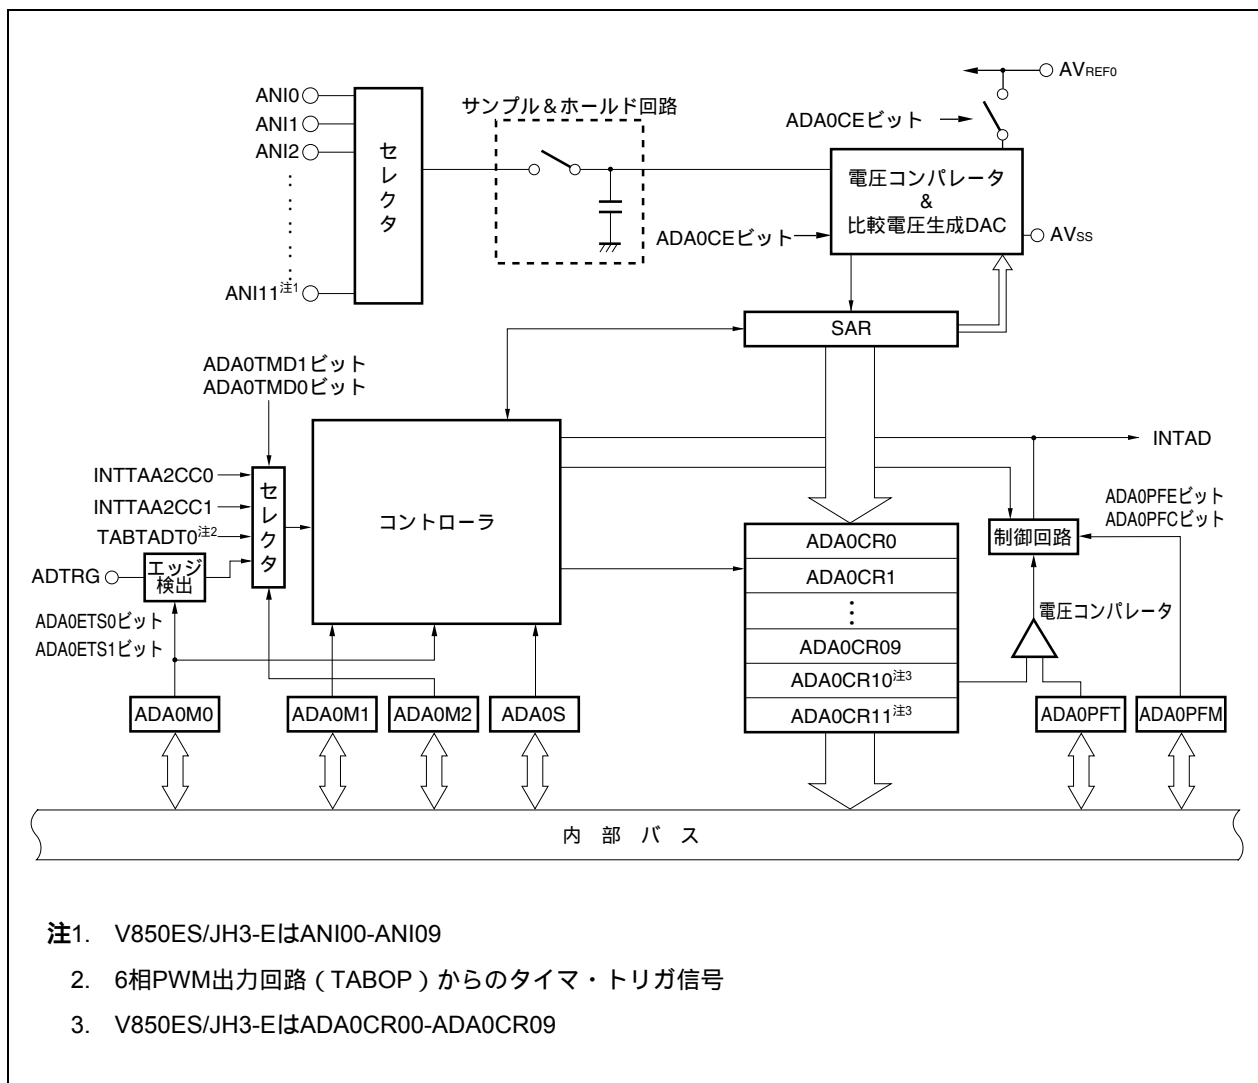 AVREF0
ANI0
ANI1
ANI2
ANI11注1
セレクタ
サンプル＆ホールド回路
ADA0CEビット
電圧コンパレータ
&
比較電圧生成DAC
ADA0CEビット
AVSS
SAR
ADA0TMD1ビット
ADA0TMD0ビット
INTTAA2CC0
INTTAA2CC1
TABTADT0注2
ADTRG
エッジ
検出
セレクタ
ADA0ETS0ビット
ADA0ETS1ビット
コントローラ
INTAD
ADA0PFEビット
ADA0PFCビット
制御回路
電圧コンパレータ
ADA0CR0
ADA0CR1
⋮
ADA0CR09
ADA0CR10注3
ADA0CR11注3
ADA0M0
ADA0M1
ADA0M2
ADA0S
ADA0PFT
ADA0PFM
内 部 バ ス
注1. V850ES/JH3-EはANI00-ANI09
2. 6相PWM出力回路（TABOP）からのタイマ・トリガ信号
3. V850ES/JH3-EはADA0CR00-ADA0CR09